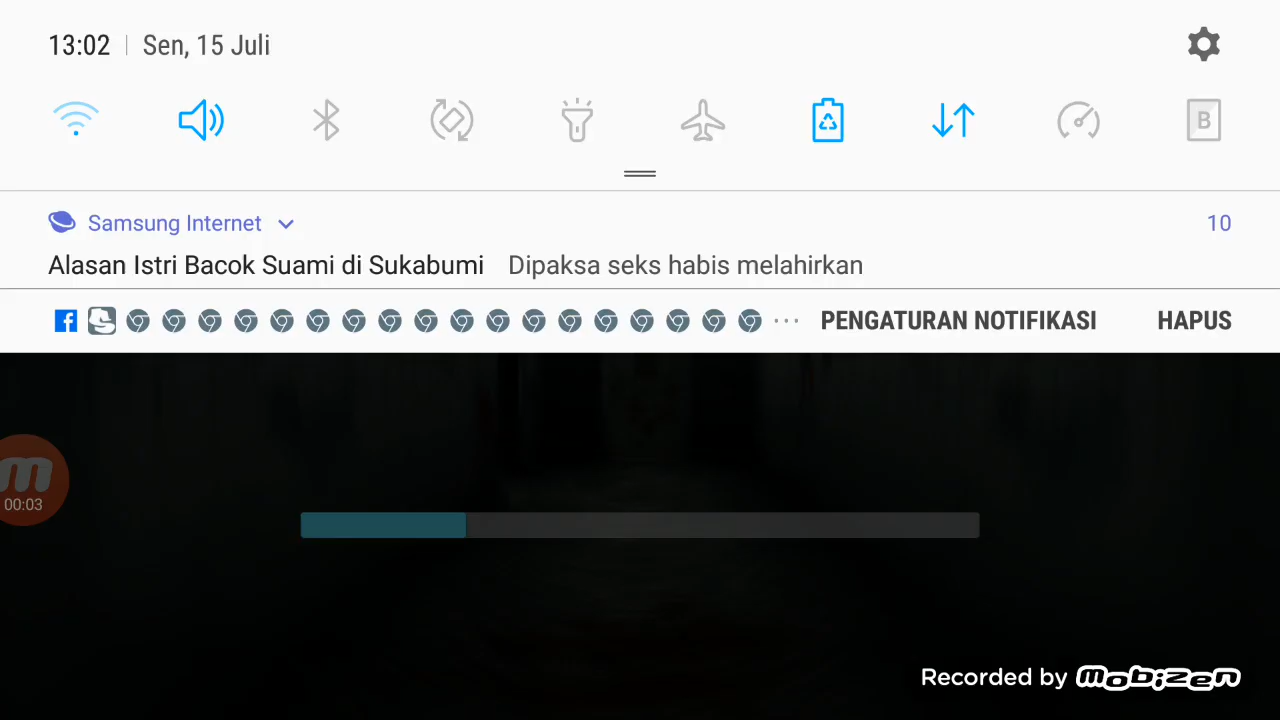 13:02 | Sen, 15 Juli
B
Samsung Internet 10
Alasan Istri Bacok Suami di Sukabumi Dipaksa seks habis melahirkan
... PENGATURAN NOTIFIKASI HAPUS
00:03
Recorded by mobizen